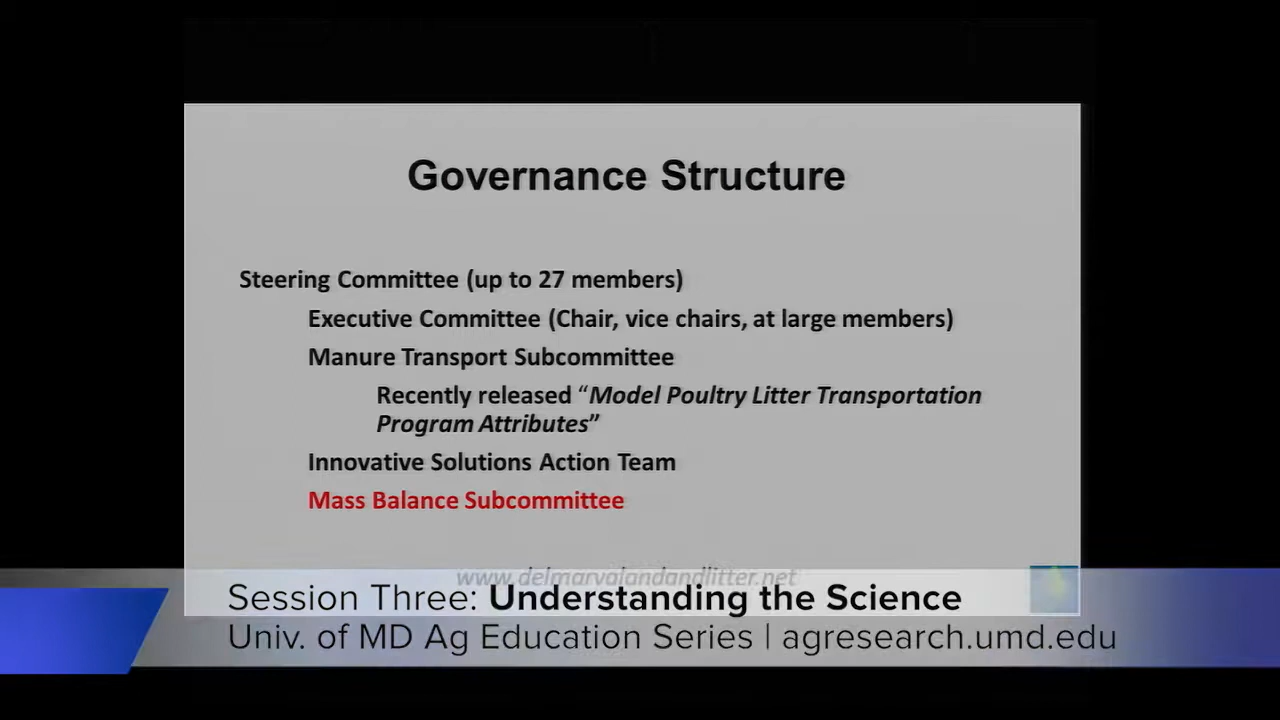 Governance Structure
Steering Committee (up to 27 members)
Executive Committee (Chair, vice chairs, at large members)
Manure Transport Subcommittee
Recently released “Model Poultry Litter Transportation
Program Attributes”
Innovative Solutions Action Team
Mass Balance Subcommittee
www.delmarvalandandlitter.net
Session Three: Understanding the Science
Univ. of MD Ag Education Series | agresearch.umd.edu